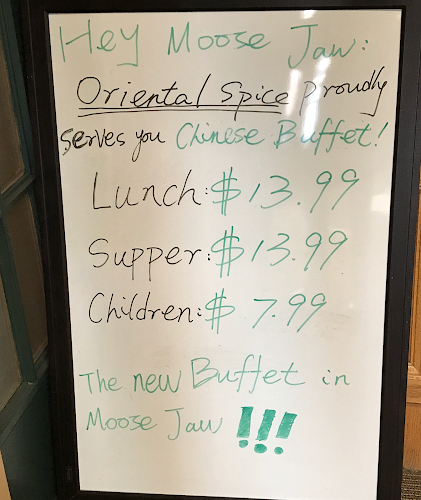 Hey Moose Jaw:
Oriental Spice proudly
serves you Chinese Buffet!
Lunch: $13.99
Supper: $13.99
Children: $7.99
The new Buffet in
Moose Jaw !!!